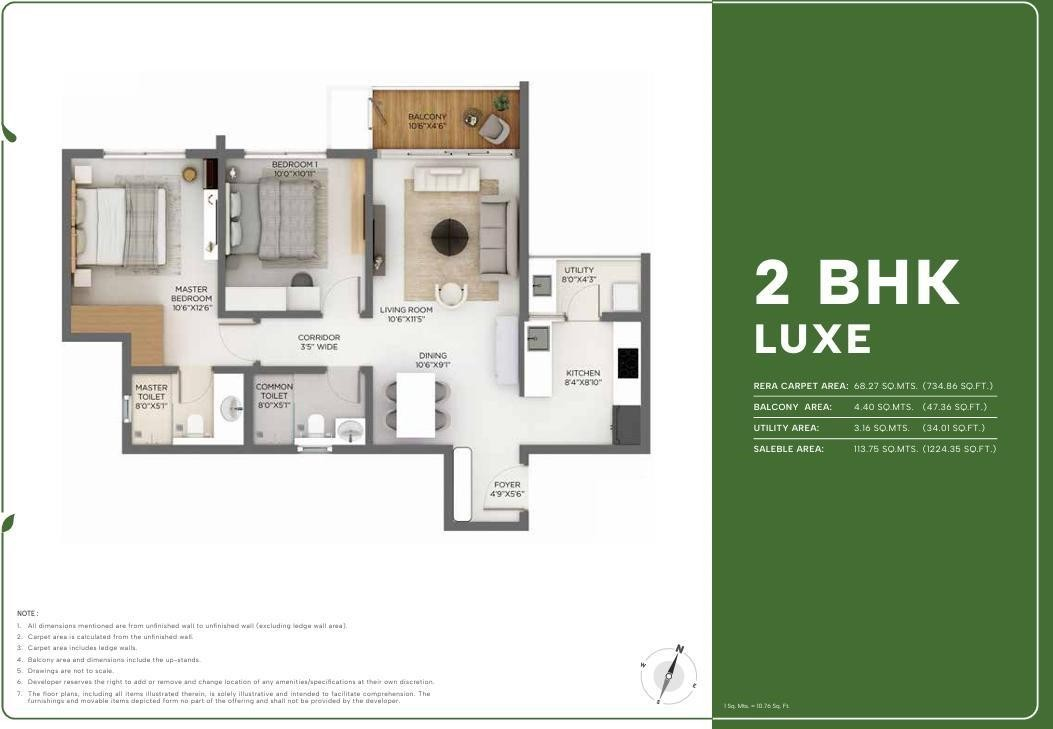 BALCONY
10'6"X4'6"
BEDROOM 1
10'0"X10'11"
MASTER
BEDROOM
10'6"X12'6"
LIVING ROOM
10'6"X11'5"
UTILITY
8'0"X4'3"
CORRIDOR
3'5" WIDE
DINING
10'6"X9'1"
KITCHEN
8'4"X8'10"
MASTER
TOILET
8'0"X5'1"
COMMON
TOILET
8'0"X5'1"
FOYER
4'9"X5'6"
2 BHK
LUXE
RERA CARPET AREA: 68.27 SQ.MTS. (734.86 SQ.FT.)
BALCONY AREA: 4.40 SQ.MTS. (47.36 SQ.FT.)
UTILITY AREA: 3.16 SQ.MTS. (34.01 SQ.FT.)
SALEBLE AREA: 113.75 SQ.MTS. (1224.35 SQ.FT.)
NOTE :
1. All dimensions mentioned are from unfinished wall to unfinished wall (excluding ledge wall area).
2. Carpet area is calculated from the unfinished wall.
3. Carpet area includes ledge walls.
4. Balcony area and dimensions include the up-stands.
5. Drawings are not to scale.
6. Developer reserves the right to add or remove and change location of any amenities/specifications at their own discretion.
7. The floor plans, including all items illustrated therein, is solely illustrative and intended to facilitate comprehension. The
furnishings and movable items depicted form no part of the offering and shall not be provided by the developer.
N
W
E
S
1 Sq. Mts. = 10.76 Sq. Ft.